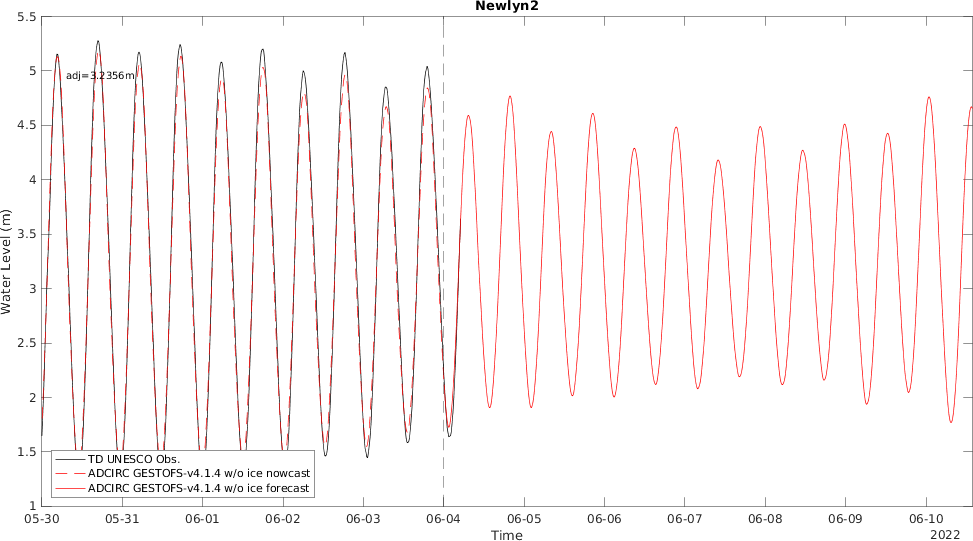 Newlyn2
5.5
5
4.5
4
3.5
3
2.5
2
1.5
1
Water Level (m)
adj=3.2356m
TD UNESCO Obs.
ADCIRC GESTOFS-v4.1.4 w/o ice nowcast
ADCIRC GESTOFS-v4.1.4 w/o ice forecast
05-30 05-31 06-01 06-02 06-03 06-04 06-05 06-06 06-07 06-08 06-09 06-10
Time
2022